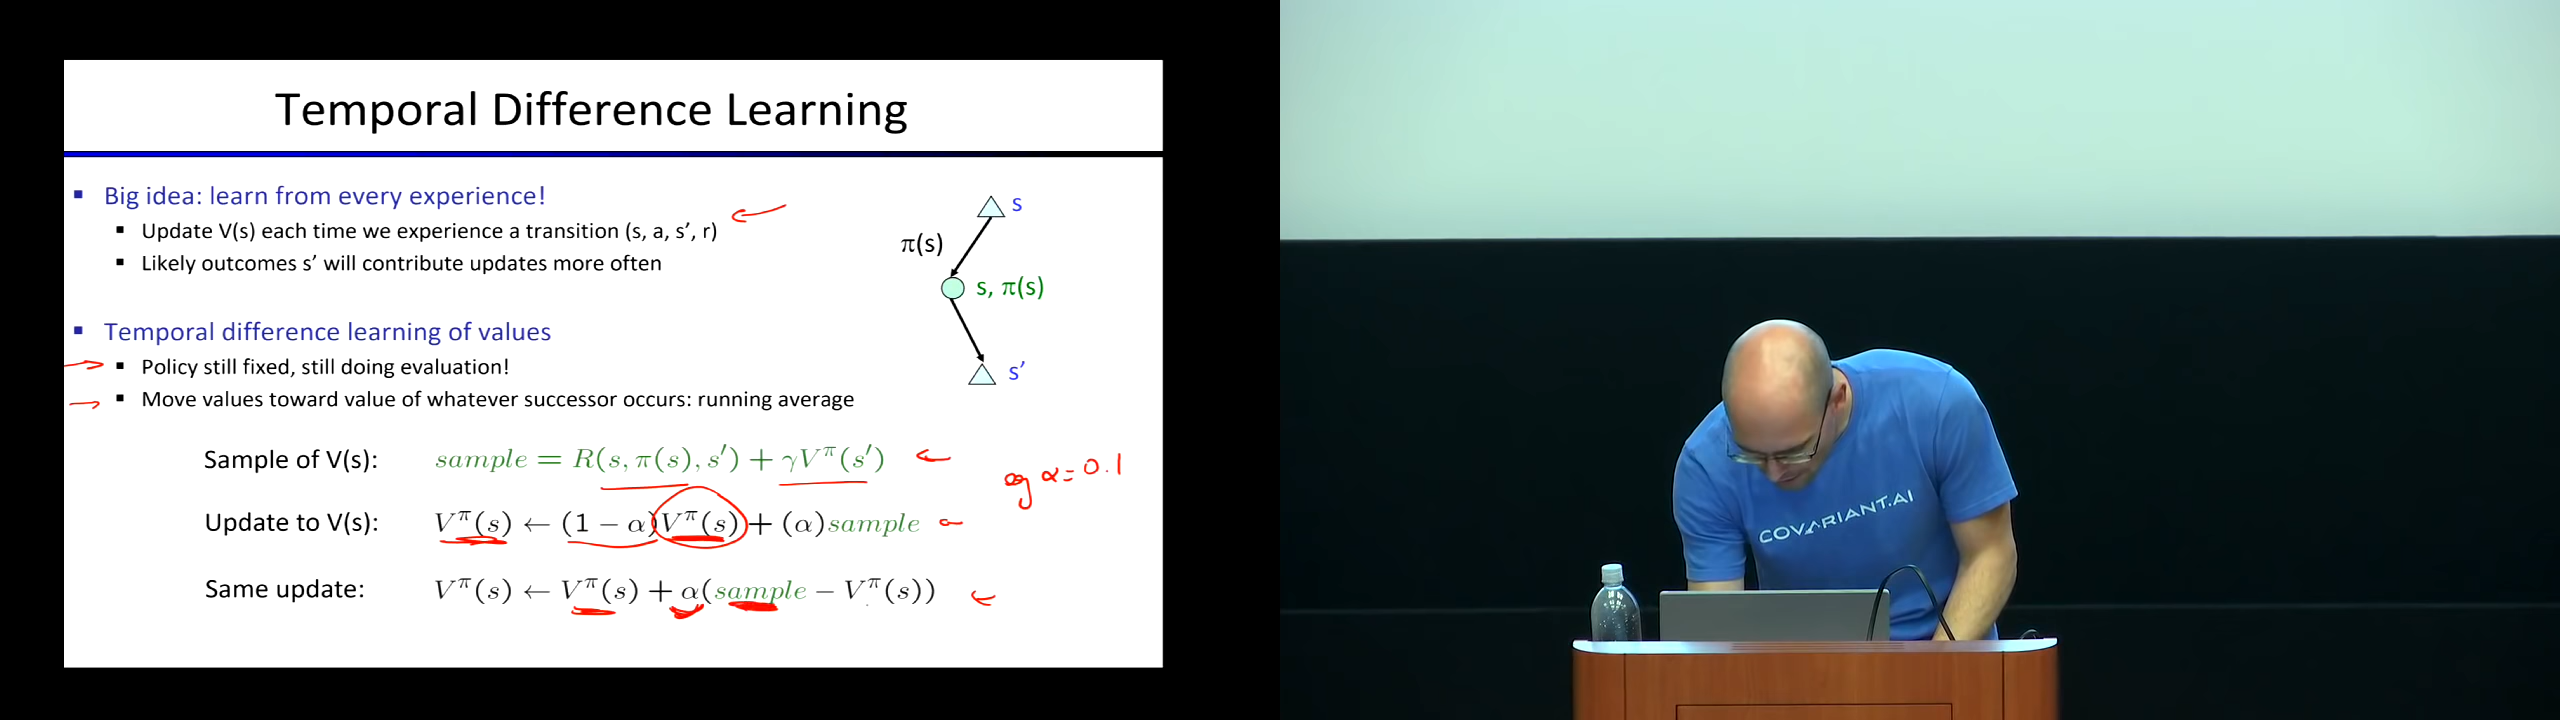 Temporal Difference Learning
▪ Big idea: learn from every experience!
▪ Update V(s) each time we experience a transition (s, a, s’, r)
▪ Likely outcomes s’ will contribute updates more often
s
π(s)
s, π(s)
s’
▪ Temporal difference learning of values
▪ Policy still fixed, still doing evaluation!
▪ Move values toward value of whatever successor occurs: running average
Sample of V(s): sample = R(s, π(s), s′) + γV^π(s′)
eg α = 0.1
Update to V(s): V^π(s) ← (1 − α)V^π(s) + (α)sample
Same update: V^π(s) ← V^π(s) + α(sample − V^π(s))
COVARIANT.AI